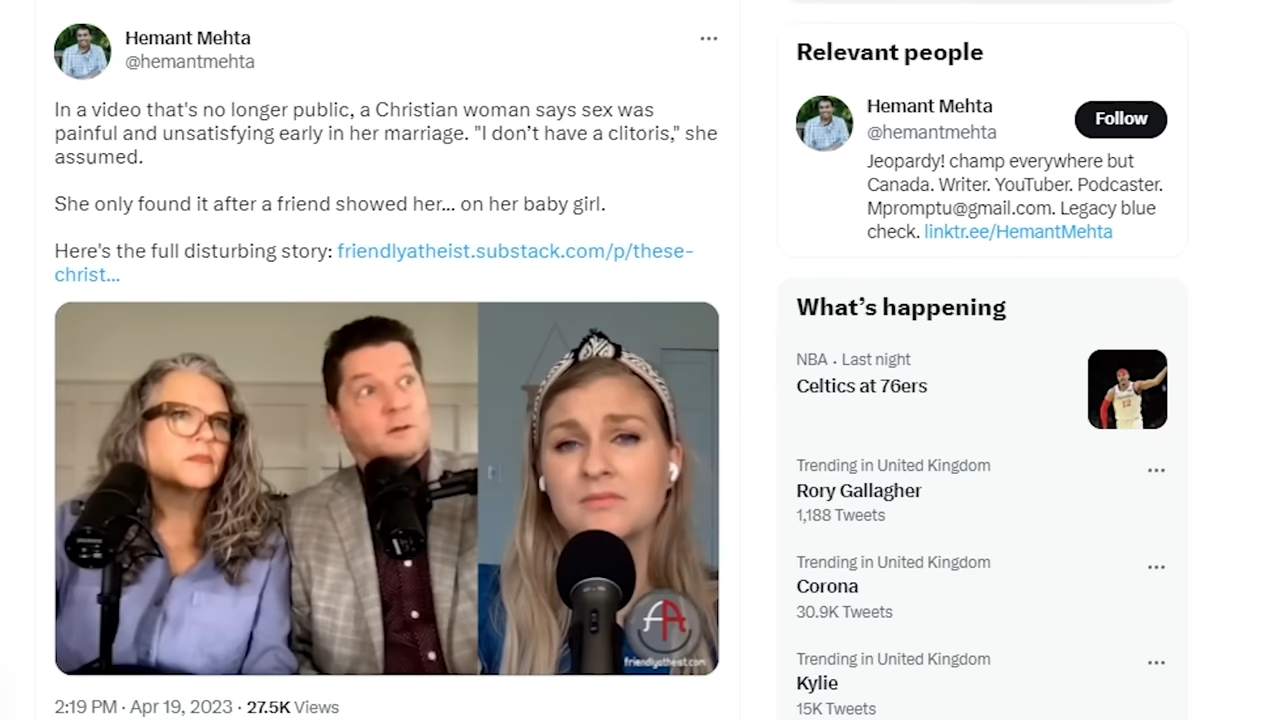 Hemant Mehta
@hemantmehta
In a video that's no longer public, a Christian woman says sex was
painful and unsatisfying early in her marriage. "I don’t have a clitoris," she
assumed.
She only found it after a friend showed her... on her baby girl.
Here's the full disturbing story: friendlyatheist.substack.com/p/these-
christ...
friendlyatheist.com
2:19 PM · Apr 19, 2023 · 27.5K Views
Relevant people
Hemant Mehta
@hemantmehta
Follow
Jeopardy! champ everywhere but
Canada. Writer. YouTuber. Podcaster.
Mpromptu@gmail.com. Legacy blue
check. linktr.ee/HemantMehta
What’s happening
NBA · Last night
Celtics at 76ers
12
Trending in United Kingdom
Rory Gallagher
1,188 Tweets
Trending in United Kingdom
Corona
30.9K Tweets
Trending in United Kingdom
Kylie
15K Tweets